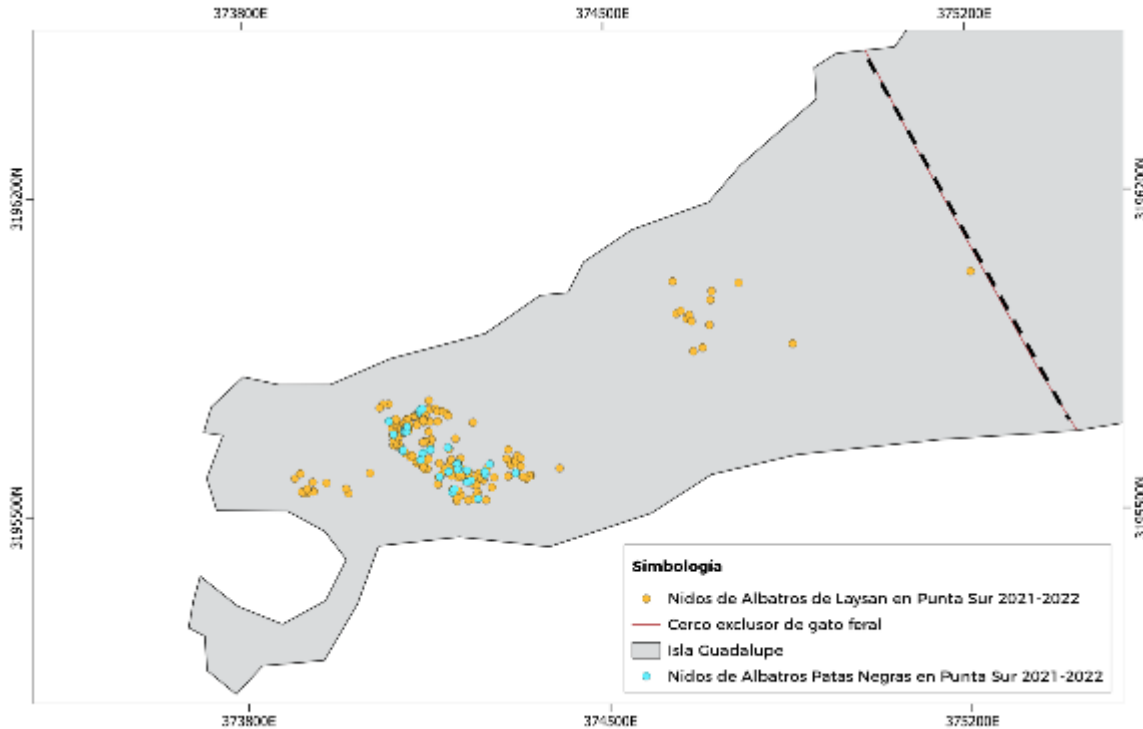 373800E 374500E 375200E
3196200N 3196200N
3195500N 3195500N
Simbología
Nidos de Albatros de Laysan en Punta Sur 2021-2022
Cerco exclusor de gato feral
Isla Guadalupe
Nidos de Albatros Patas Negras en Punta Sur 2021-2022
373800E 374500E 375200E